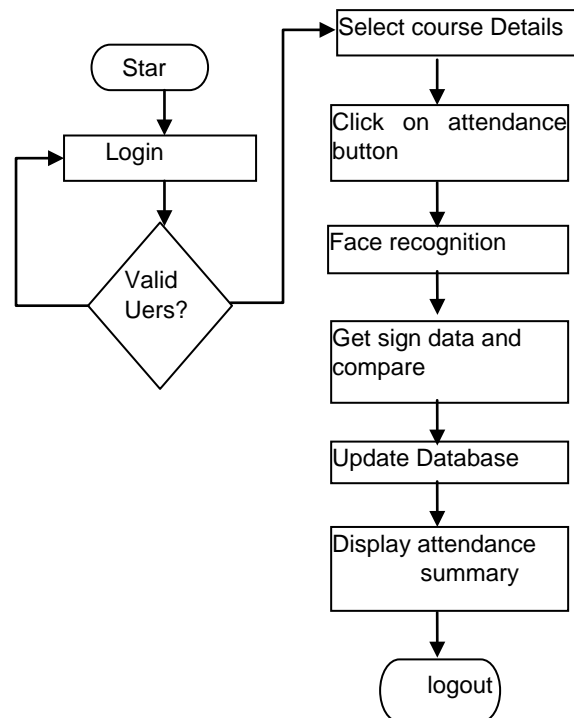 Star
Login
Valid
Uers?
Select course Details
Click on attendance
button
Face recognition
Get sign data and
compare
Update Database
Display attendance
summary
logout